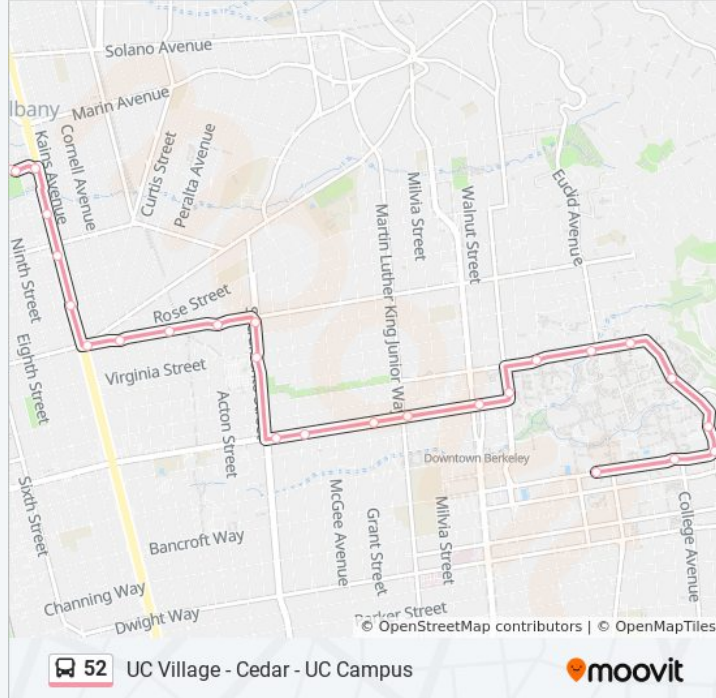 Solano Avenue
lbany
Marin Avenue
Kains Avenue
Cornell Avenue
Curtis Street
Peralta Avenue
Milvia Street
Walnut Street
Euclid Avenue
Martin Luther King Junior Way
Ninth Street
Rose Street
Eighth Street
Virginia Street
Acton Street
Downtown Berkeley
Sixth Street
McGee Avenue
Grant Street
Milvia Street
College Avenue
Bancroft Way
Channing Way
Dwight Way
Parker Street
© OpenStreetMap contributors | © OpenMapTiles
52 UC Village - Cedar - UC Campus
moovit